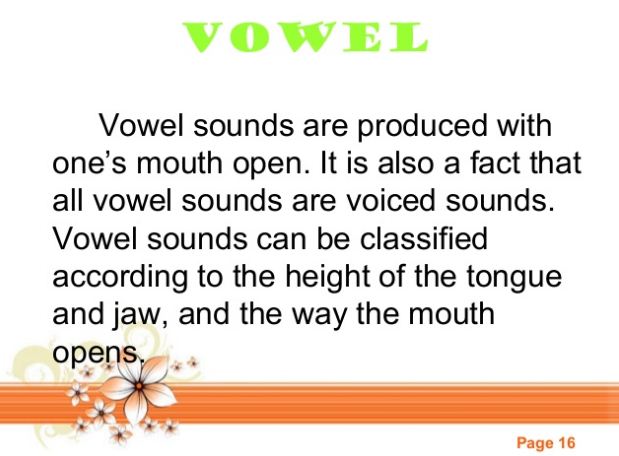 VOWEL
Vowel sounds are produced with
one’s mouth open. It is also a fact that
all vowel sounds are voiced sounds.
Vowel sounds can be classified
according to the height of the tongue
and jaw, and the way the mouth
opens.
Page 16